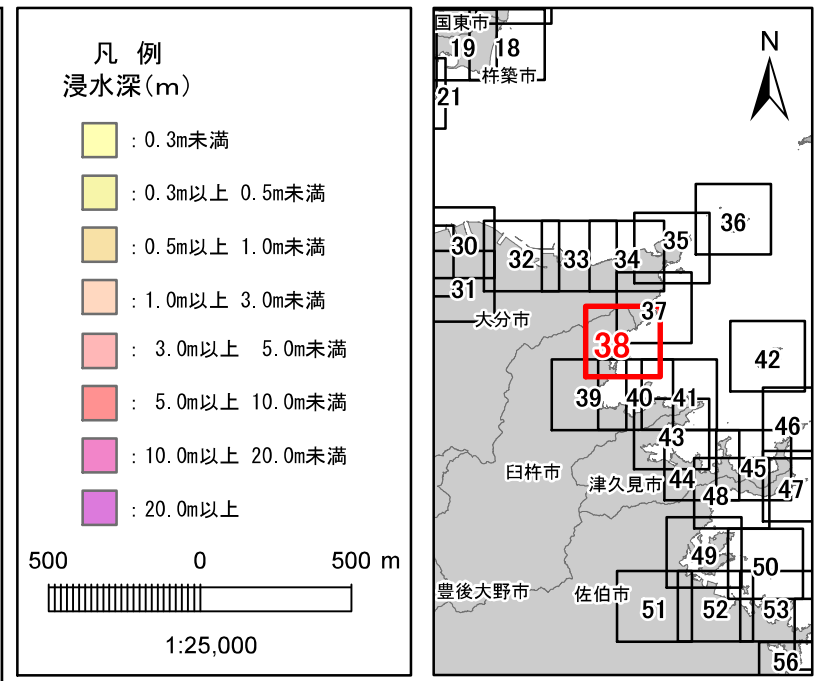 凡 例
浸水深(m)
: 0.3m未満
: 0.3m以上 0.5m未満
: 0.5m以上 1.0m未満
: 1.0m以上 3.0m未満
: 3.0m以上 5.0m未満
: 5.0m以上 10.0m未満
: 10.0m以上 20.0m未満
: 20.0m以上
500 0 500 m
1:25,000
国東市
19 18
杵築市
21
N
36
35
30 32 33 34
31
大分市
37
38
42
39 40 41
46
43
45
臼杵市
津久見市 44
48 47
49
50
豊後大野市 佐伯市
51 52 53
56